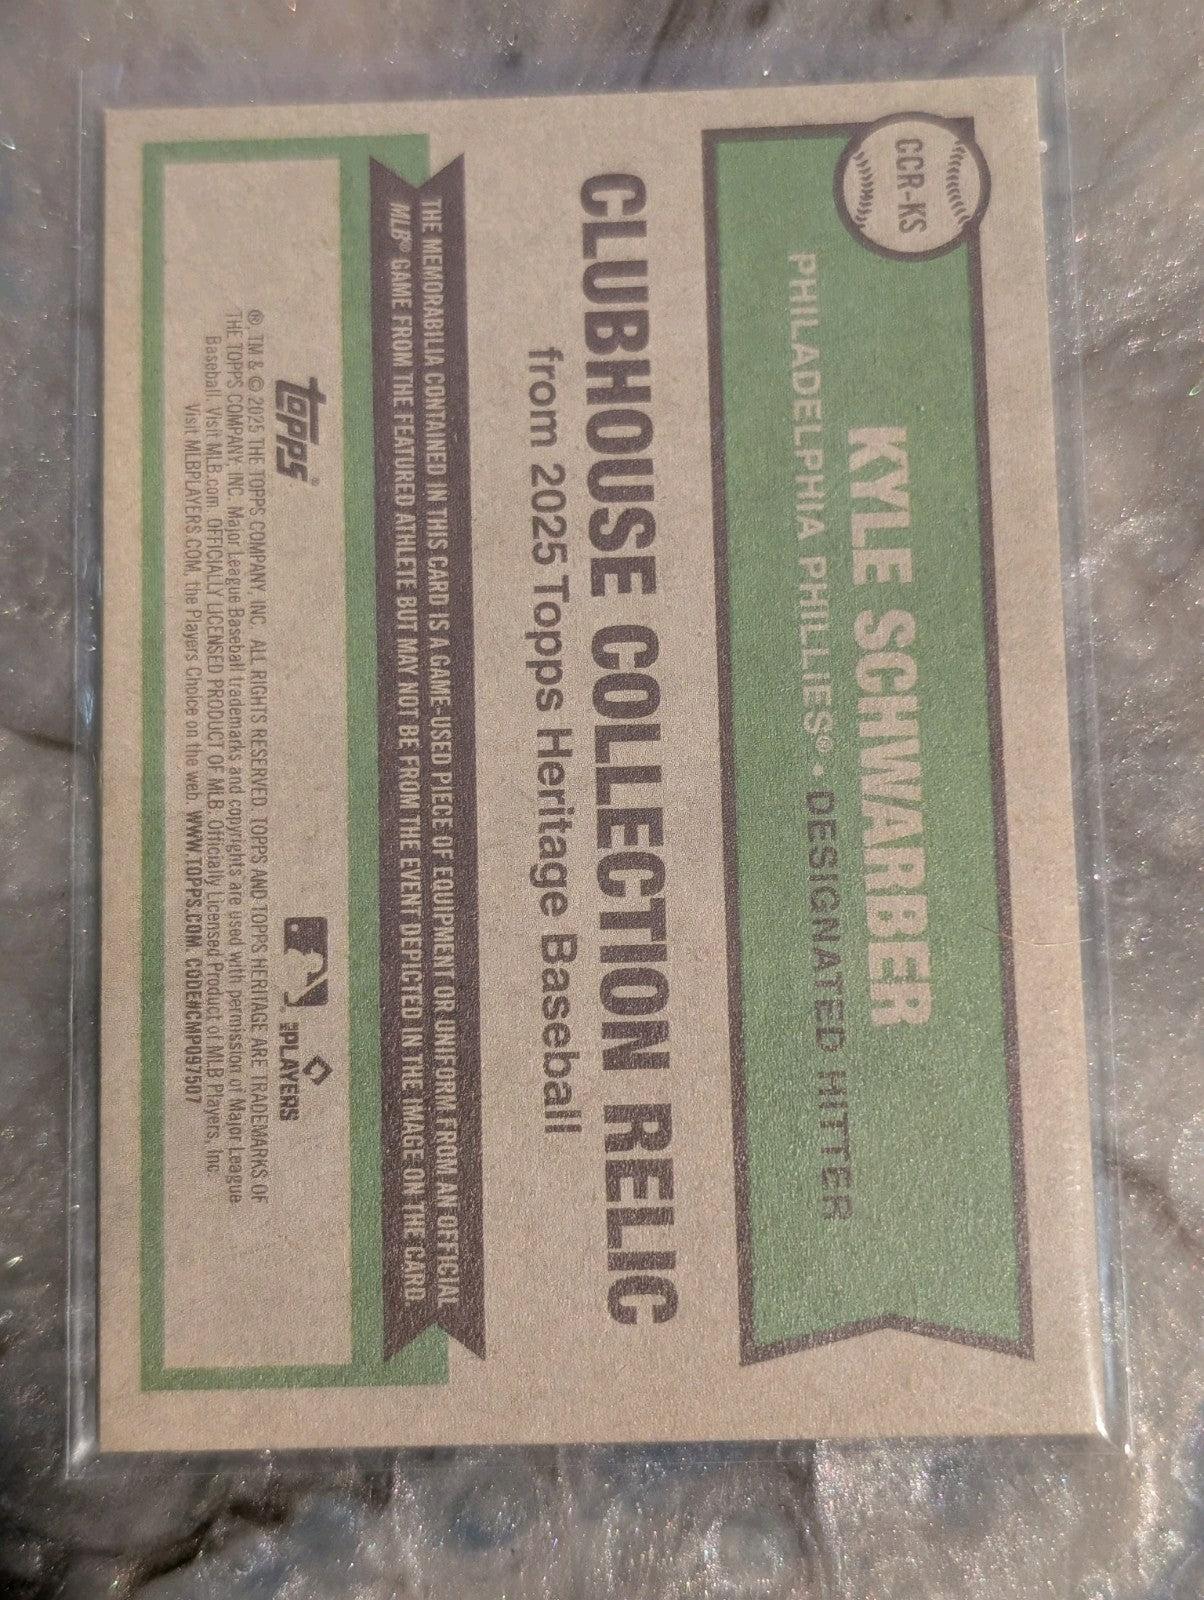 CCR-KS
KYLE SCHWARBER
PHILADELPHIA PHILLIES® • DESIGNATED HITTER
CLUBHOUSE COLLECTION RELIC
from 2025 Topps Heritage Baseball
THE MEMORABILIA CONTAINED IN THIS CARD IS A GAME-USED PIECE OF EQUIPMENT OR UNIFORM FROM AN OFFICIAL
MLB® GAME FROM THE FEATURED ATHLETE BUT MAY NOT BE FROM THE EVENT DEPICTED IN THE IMAGE ON THE CARD.
topps®
MLB PLAYERS
®, TM & © 2025 THE TOPPS COMPANY, INC. ALL RIGHTS RESERVED. TOPPS AND TOPPS HERITAGE ARE TRADEMARKS OF
THE TOPPS COMPANY, INC. Major League Baseball trademarks and copyrights are used with permission of Major League
Baseball. Visit MLB.com. OFFICIALLY LICENSED PRODUCT OF MLB Players, Inc.
Visit MLBPLAYERS.COM, the Players Choice on the web. WWW.TOPPS.COM CODE#CMP097507